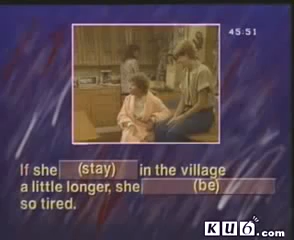 45:51
If she (stay) in the village
a little longer, she (be)
so tired.
KU6.com